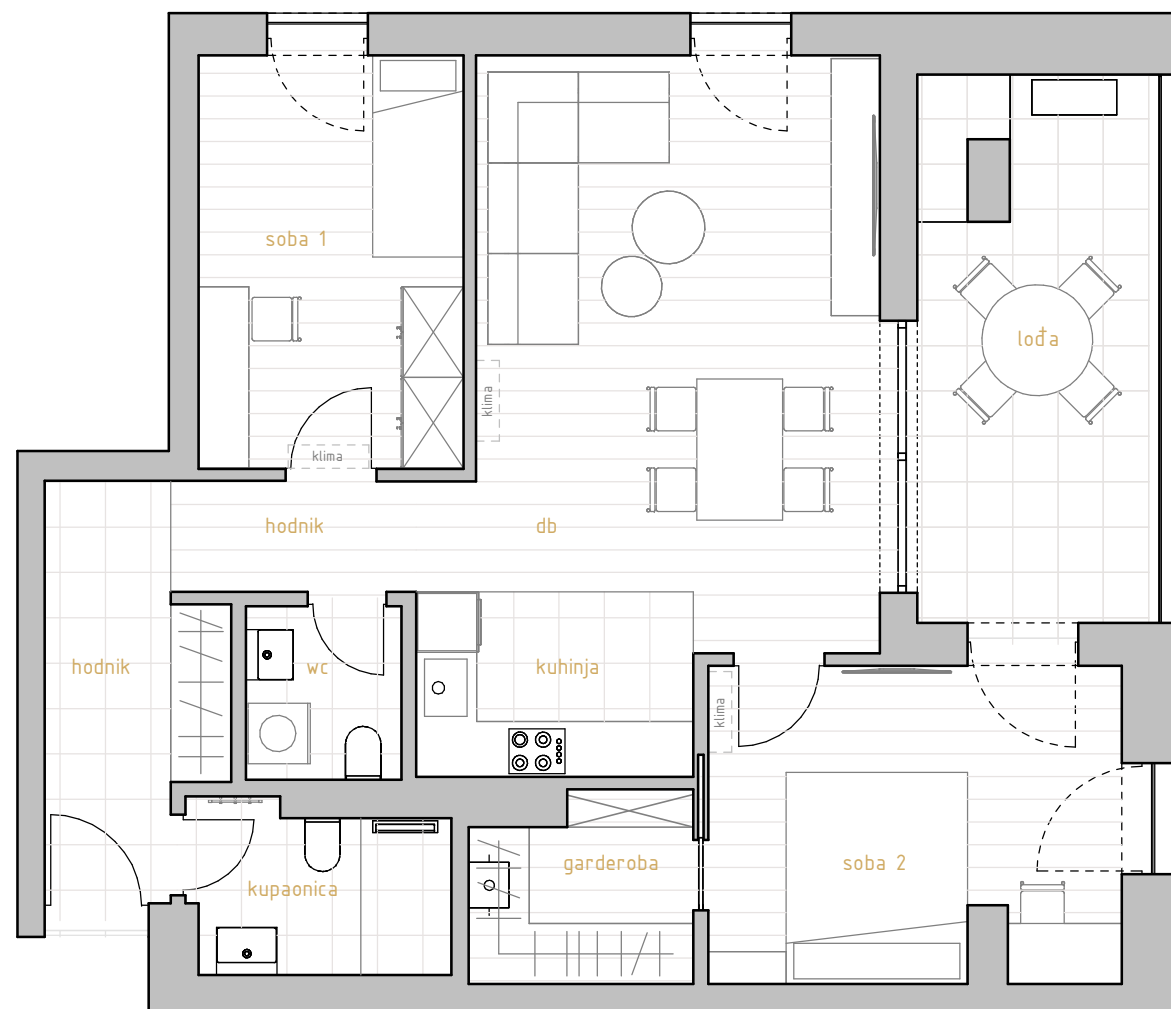 soba 1
lođa
klima
klima
hodnik
db
hodnik
wc
kuhinja
klima
garderoba
soba 2
kupaonica